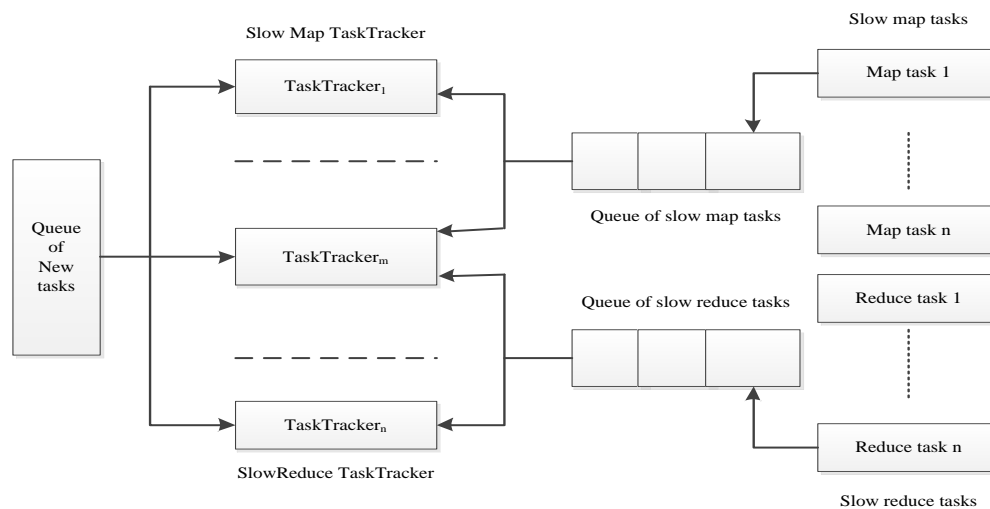 Slow Map TaskTracker
Slow map tasks
TaskTracker₁
Map task 1
Queue of slow map tasks
Map task n
Queue
of
New
tasks
TaskTrackerₘ
Reduce task 1
Queue of slow reduce tasks
TaskTrackerₙ
Reduce task n
SlowReduce TaskTracker
Slow reduce tasks